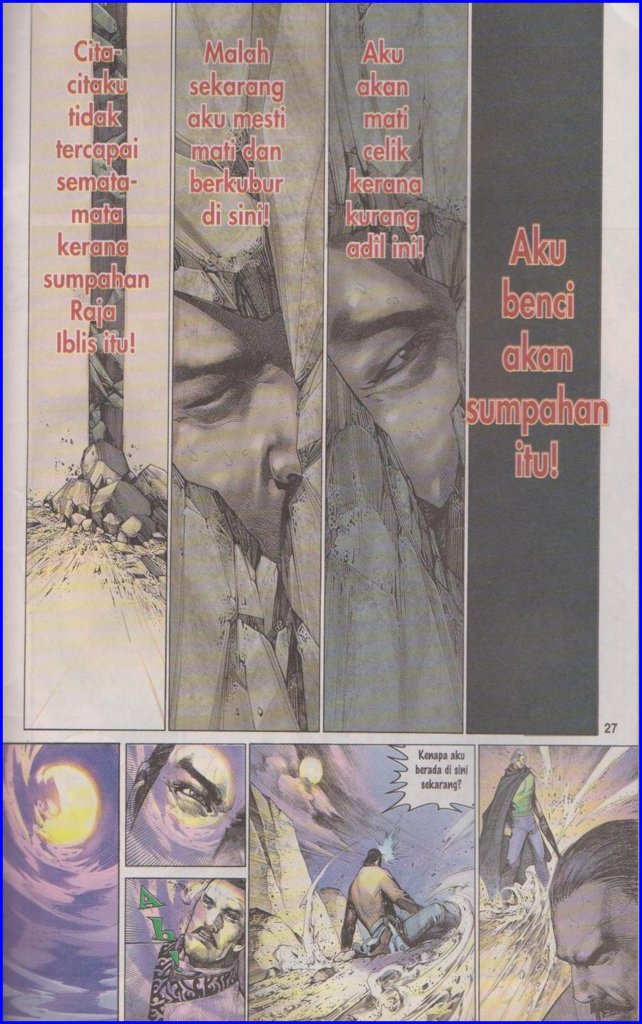 Cita-
citaku
tidak
tercapai
semata-
mata
kerana
sumpahan
Raja
Iblis itu!
Malah
sekarang
aku mesti
mati dan
berkubur
di sini!
Aku
akan
mati
celik
kerana
kurang
adil ini!
Aku
benci
akan
sumpahan
itu!
27
Kenapa aku
berada di sini
sekarang?
Ah!